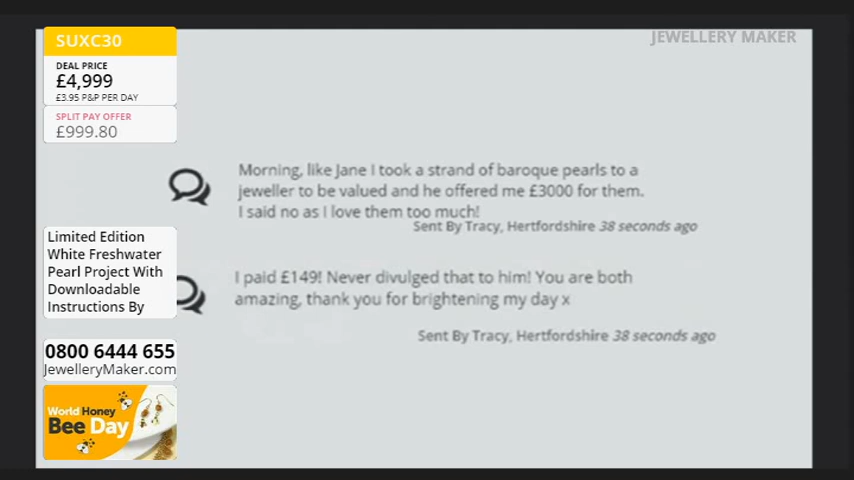 SUXC30
DEAL PRICE
£4,999
£3.95 P&P PER DAY
SPLIT PAY OFFER
£999.80
JEWELLERY MAKER
Morning, like Jane I took a strand of baroque pearls to a
jeweller to be valued and he offered me £3000 for them.
I said no as I love them too much!
Sent By Tracy, Hertfordshire 38 seconds ago
I paid £149! Never divulged that to him! You are both
amazing, thank you for brightening my day x
Sent By Tracy, Hertfordshire 38 seconds ago
Limited Edition
White Freshwater
Pearl Project With
Downloadable
Instructions By
0800 6444 655
JewelleryMaker.com
World Honey
Bee Day